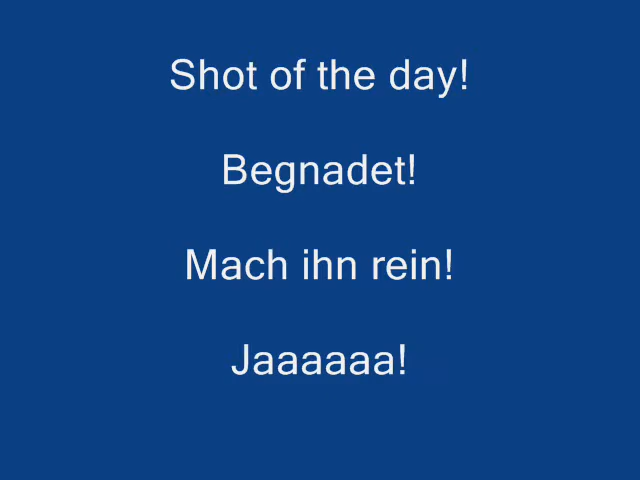 Shot of the day!
Begnadet!
Mach ihn rein!
Jaaaaaa!